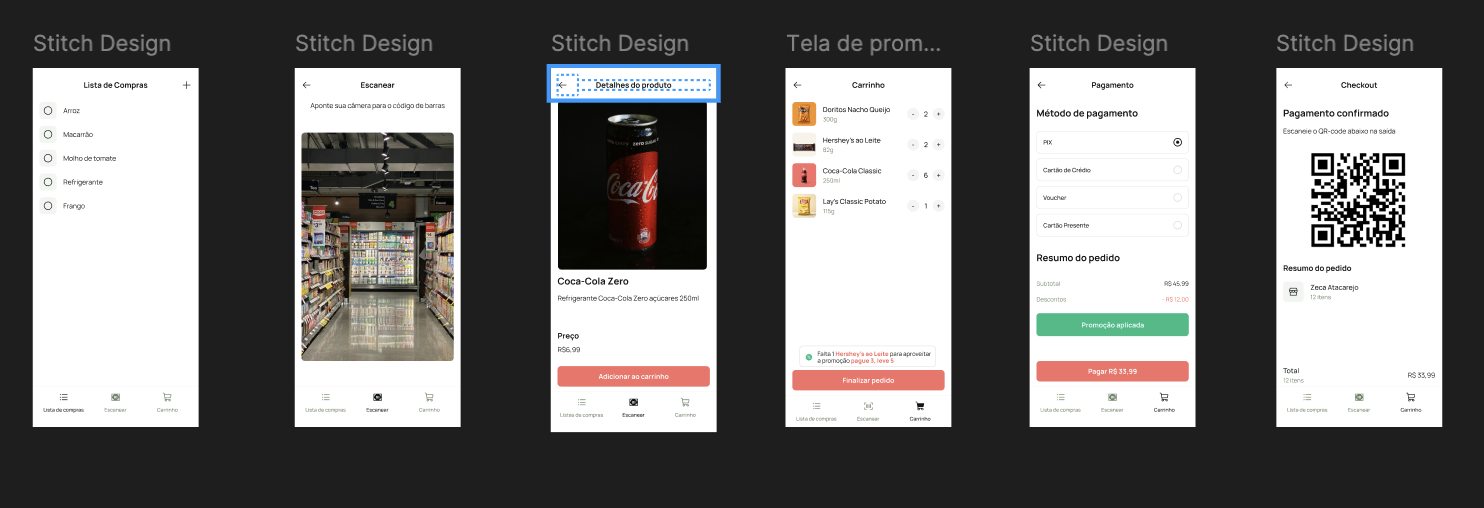 Stitch Design
Lista de Compras
Arroz
Macarrão
Molho de tomate
Refrigerante
Frango
Lista de compras
Escanear
Carrinho
Stitch Design
Escanear
Aponte sua câmera para o código de barras
4
Lista de compras
Escanear
Carrinho
Stitch Design
Detalhes do produto
Coca-Cola
Coca-Cola Zero
Refrigerante Coca-Cola Zero açúcares 250ml
Preço
R$6,99
Adicionar ao carrinho
Listas de compras
Escanear
Carrinho
Tela de prom...
Carrinho
Doritos Nacho Queijo
300g
- 2 +
Hershey's ao Leite
82g
- 2 +
Coca-Cola Classic
250ml
- 6 +
Lay's Classic Potato
115g
- 1 +
Falta 1 Hershey's ao Leite para aproveitar
a promoção pague 3, leve 5
Finalizar pedido
Lista de compras
Escanear
Carrinho
Stitch Design
Pagamento
Método de pagamento
PIX
Cartão de Crédio
Voucher
Cartão Presente
Resumo do pedido
Subtotal
R$ 45,99
Descontos
- R$ 12,00
Promoção aplicada
Pagar R$ 33,99
Lista de compras
Escanear
Carrinho
Stitch Design
Checkout
Pagamento confirmado
Escaneie o QR-code abaixo na saída
Resumo do pedido
Zeca Atacarejo
12 itens
Total
12 itens
R$ 33,99
Lista de compras
Escanear
Carrinho